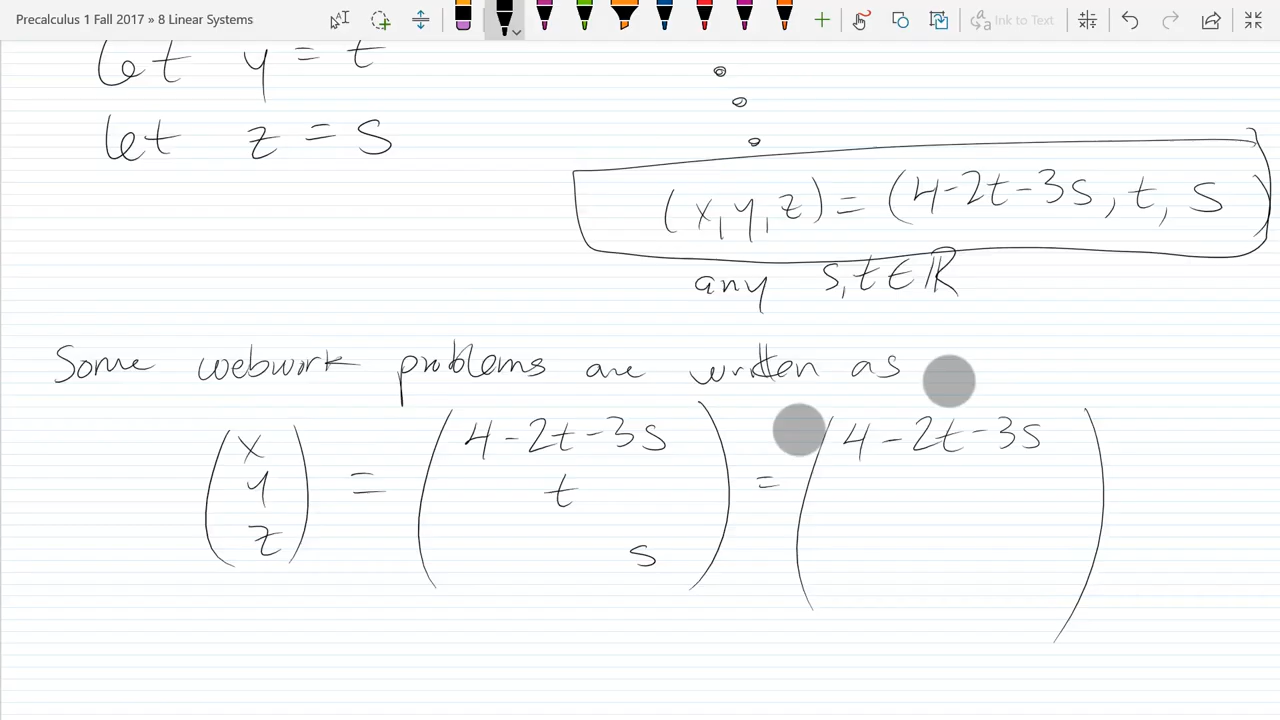 Precalculus 1 Fall 2017 » 8 Linear Systems
Ink to Text
let y = t
let z = s
(x, y, z) = (4-2t-3s, t, s)
any s, t ∈ ℝ
Some webwork problems are written as
(x y z) = (4-2t-3s t s) = (4-2t-3s )